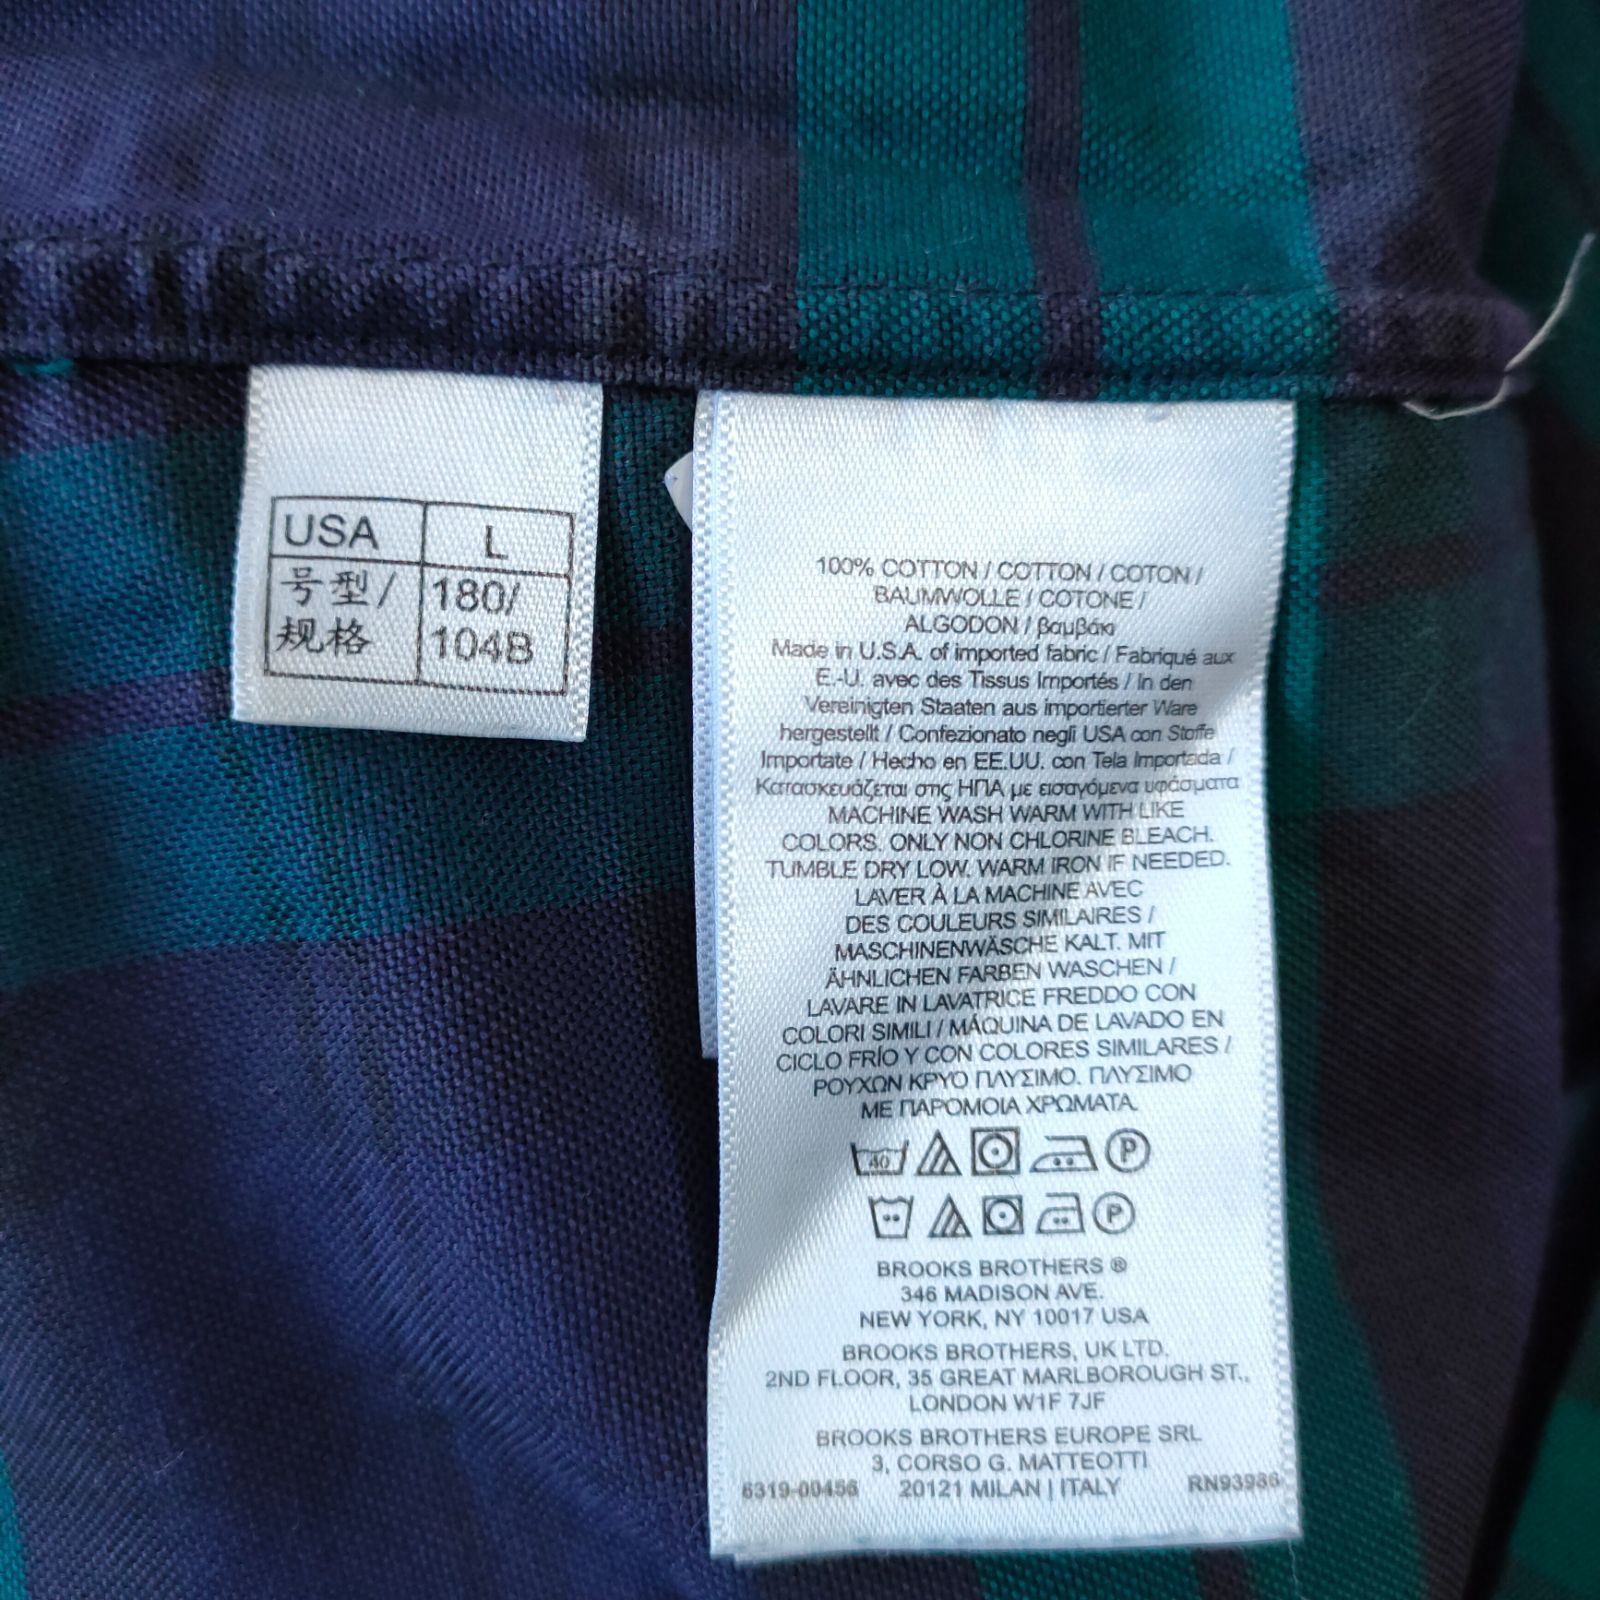 USA L
号型/ 180/
规格 104B
100% COTTON / COTTON / COTON /
BAUMWOLLE / COTONE /
ALGODON / βαμβάκι
Made in U.S.A. of imported fabric / Fabriqué aux
E.-U. avec des Tissus Importés / In den
Vereinigten Staaten aus importierter Ware
hergestellt / Confezionato negli USA con Stoffe
Importate / Hecho en EE.UU. con Tela Importada /
Κατασκευάζεται στις ΗΠΑ με εισαγόμενα υφάσματα
MACHINE WASH WARM WITH LIKE
COLORS. ONLY NON CHLORINE BLEACH.
TUMBLE DRY LOW. WARM IRON IF NEEDED.
LAVER À LA MACHINE AVEC
DES COULEURS SIMILAIRES /
MASCHINENWÄSCHE KALT. MIT
ÄHNLICHEN FARBEN WASCHEN /
LAVARE IN LAVATRICE FREDDO CON
COLORI SIMILI / MÁQUINA DE LAVADO EN
CICLO FRÍO Y CON COLORES SIMILARES /
ΡΟΥΧΩΝ ΚΡΥΟ ΠΛΥΣΙΜΟ. ΠΛΥΣΙΜΟ
ΜΕ ΠΑΡΟΜΟΙΑ ΧΡΩΜΑΤΑ.
40 P
P
BROOKS BROTHERS ®
346 MADISON AVE.
NEW YORK, NY 10017 USA
BROOKS BROTHERS, UK LTD.
2ND FLOOR, 35 GREAT MARLBOROUGH ST.,
LONDON W1F 7JF
BROOKS BROTHERS EUROPE SRL
3, CORSO G. MATTEOTTI
6319-00456 20121 MILAN | ITALY RN93986